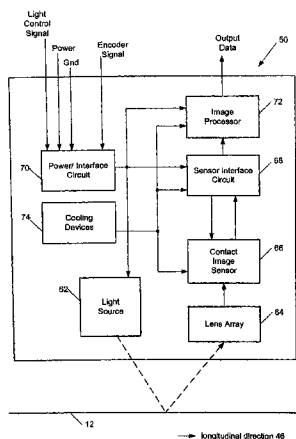 Light
Control
Signal
Power
Gnd
Encoder
Signal
Output
Data
50
Image
Processor
72
Power/ Interface
Circuit
70
Sensor Interface
Circuit
68
Cooling
Devices
74
Contact
Image
Sensor
66
Light
Source
62
Lens Array
64
12
longitudinal direction 46